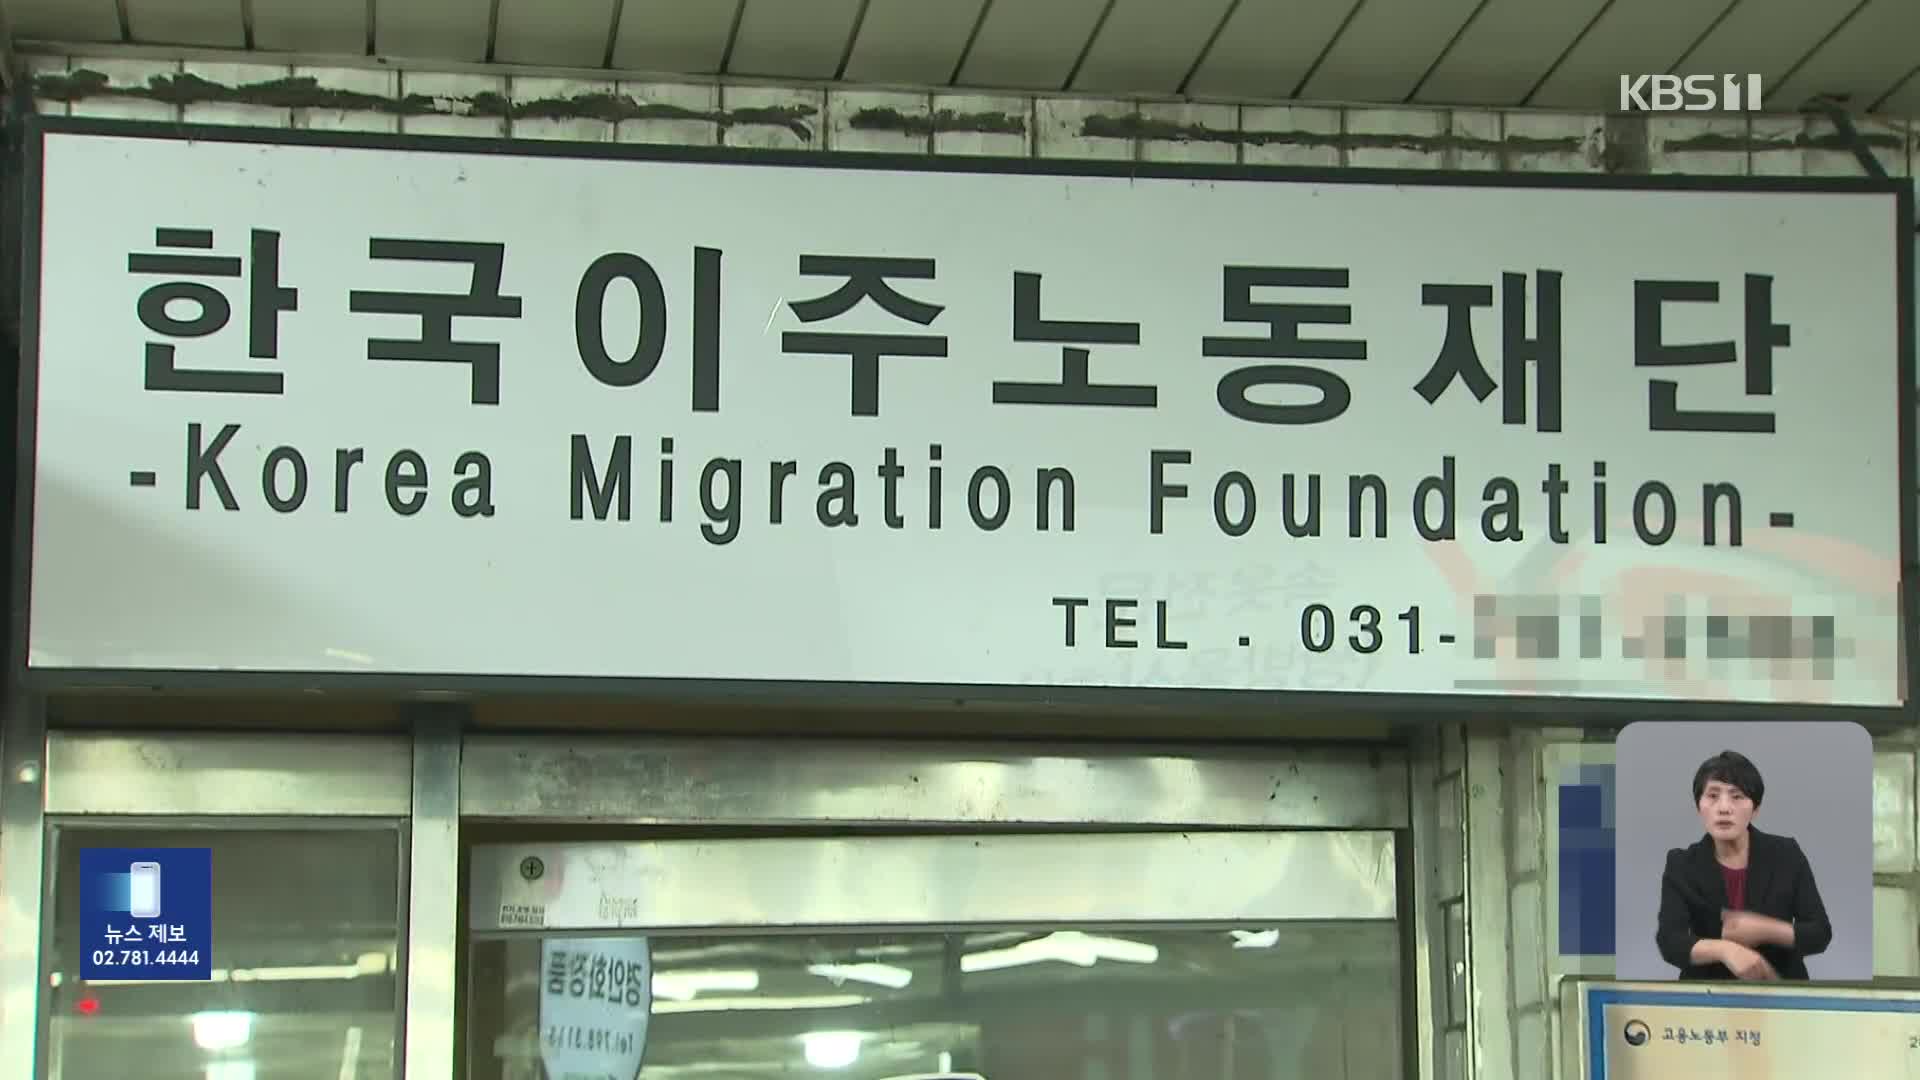 KBS 1
한국이주노동재단
-Korea Migration Foundation-
TEL . 031-
뉴스 제보
02.781.4444
고용노동부 지정